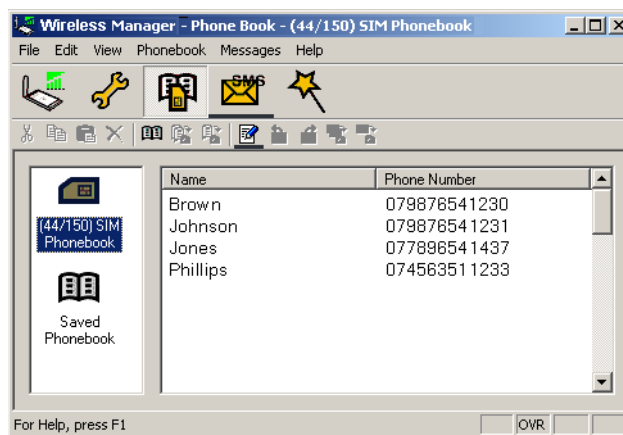 Wireless Manager - Phone Book - (44/150) SIM Phonebook
File Edit View Phonebook Messages Help
SMS
Name Phone Number
Brown 079876541230
Johnson 079876541231
Jones 077896541437
Phillips 074563511233
(44/150) SIM
Phonebook
Saved
Phonebook
For Help, press F1 OVR